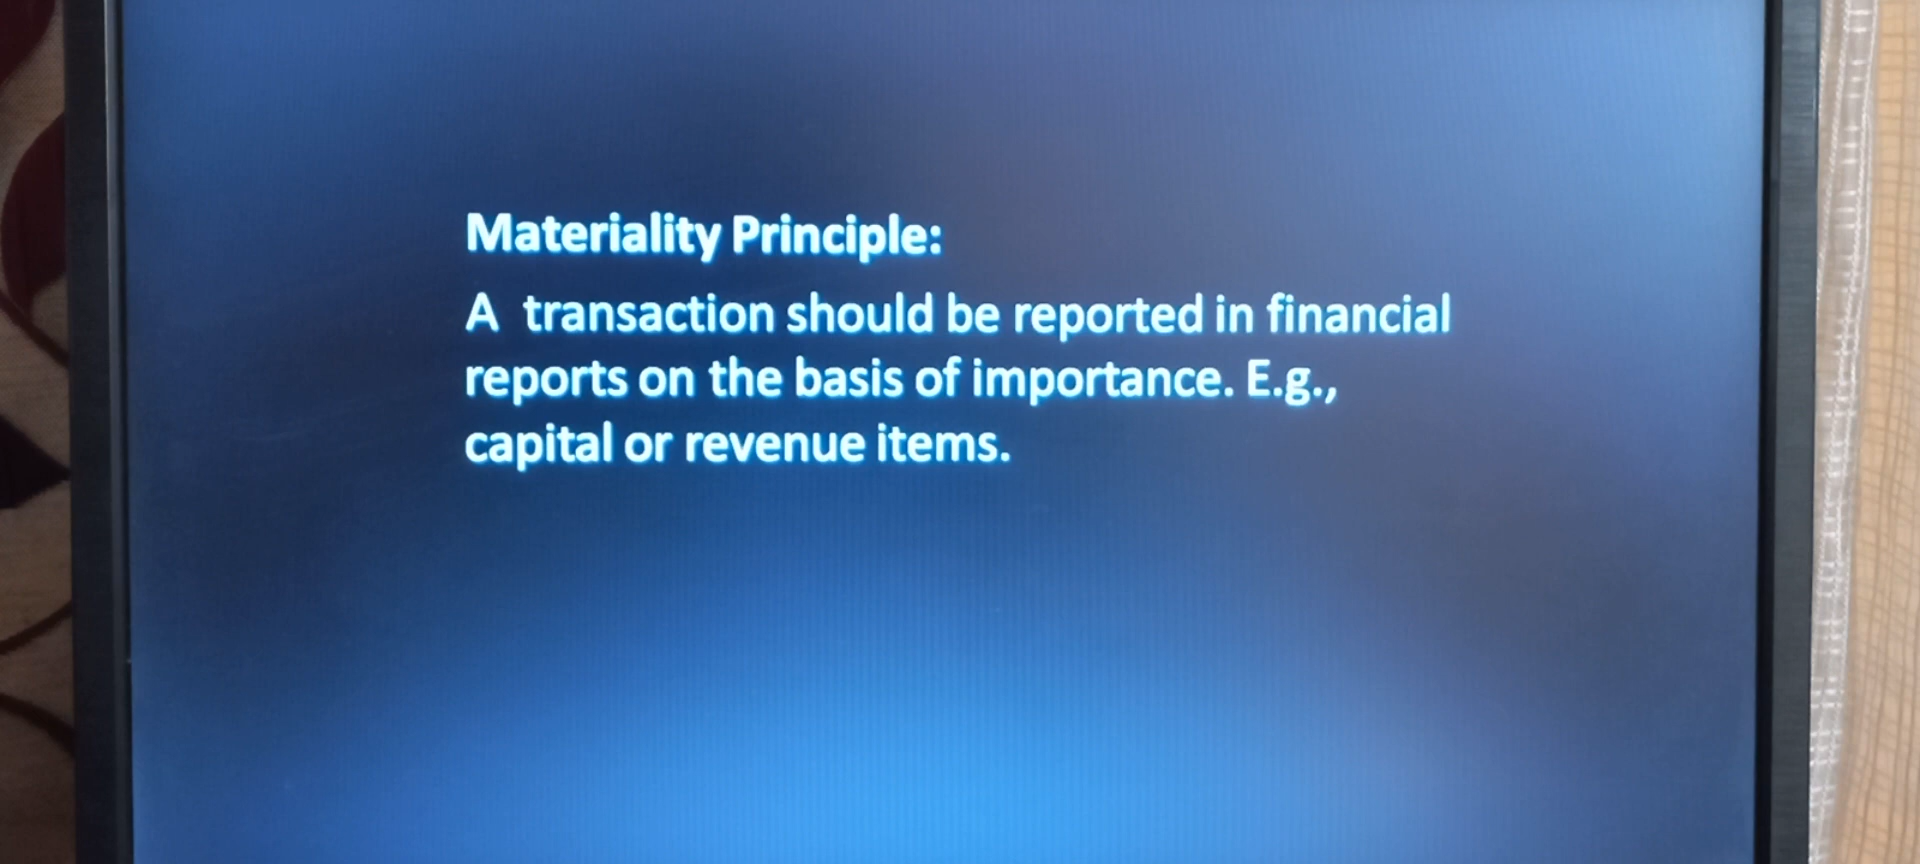 Materiality Principle:
A transaction should be reported in financial
reports on the basis of importance. E.g.,
capital or revenue items.